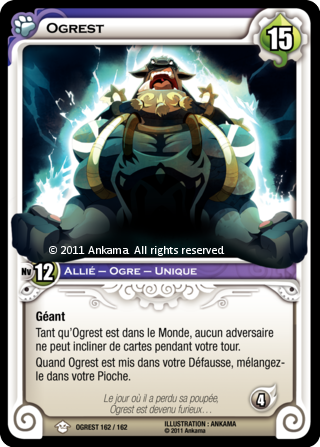 OGREST
15
© 2011 Ankama. All rights reserved.
Nv 12 ALLIÉ – OGRE – UNIQUE
Géant
Tant qu'Ogrest est dans le Monde, aucun adversaire
ne peut incliner de cartes pendant votre tour.
Quand Ogrest est mis dans votre Défausse, mélangez-
le dans votre Pioche.
Le jour où il a perdu sa poupée,
Ogrest est devenu furieux…
4
OGREST 162 / 162
ILLUSTRATION : ANKAMA
© 2011 Ankama